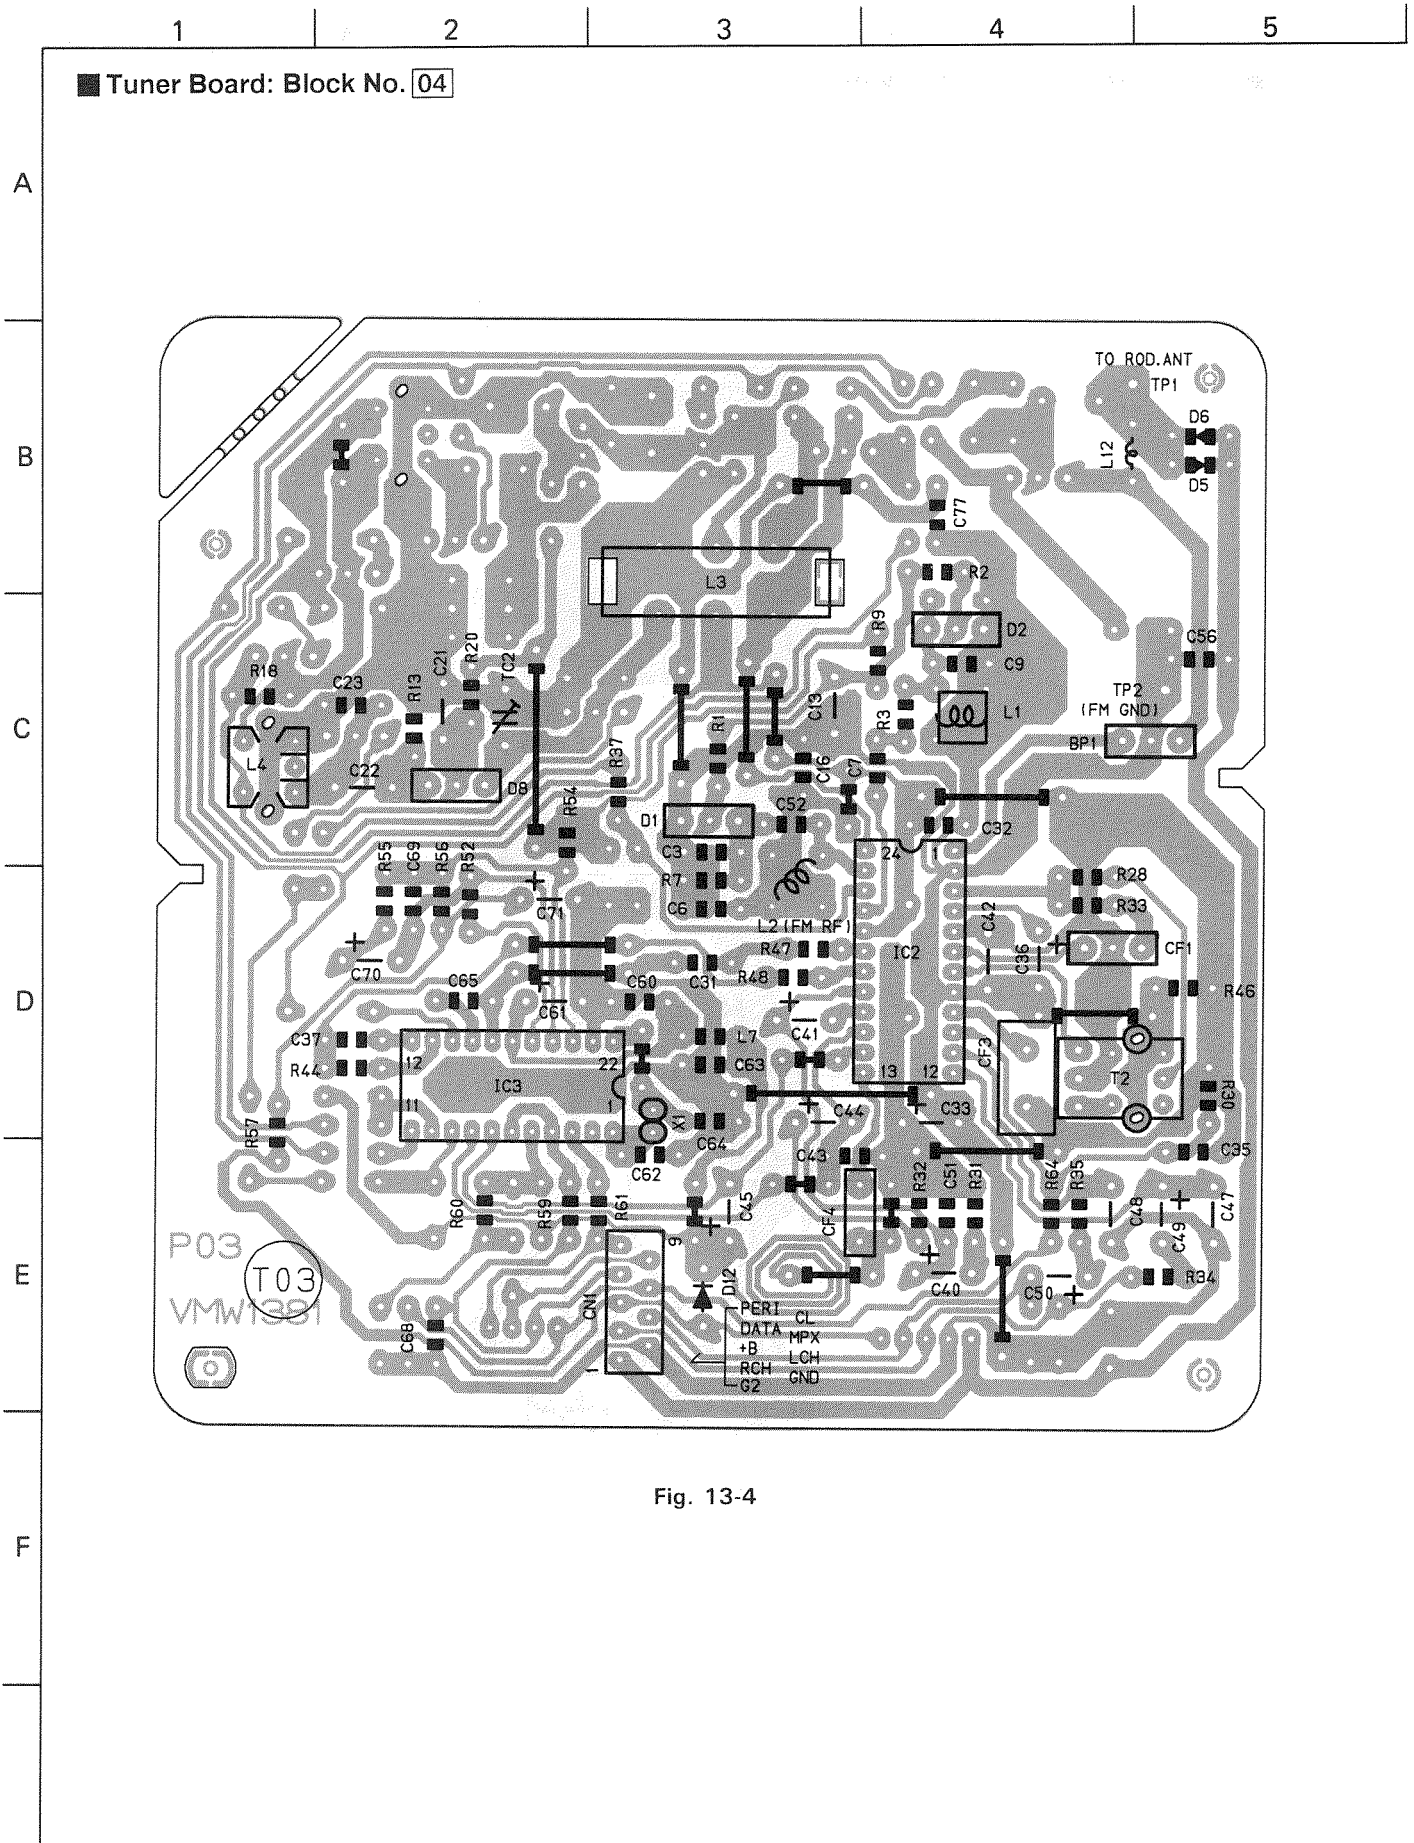 1 2 3 4 5
■ Tuner Board: Block No. 04
A
TO ROD.ANT
TP1
D6
B
L12
D5
C77
L3
R2
R9
D2
C56
R20
C21
TC2
C9
R18
C23
R13
TP2
(FM GND)
C13
R3
L1
R1
C
BP1
L4
R37
C16
C7
C22
D8
R54
D1
C52
C32
C3
24 1
R55
C69
R56
R52
R7
R28
C6
R33
C71
L2 (FM RF)
C42
R47
IC2
C36
CF1
C70
C31
R48
C65
C60
R46
D
C61
C41
C37
L7
CF3
R44
12
22
C63
13 12
T2
IC3
R30
11
1
X1
C44
C33
R57
C64
C62
C43
C35
R60
R59
R61
C45
CF4
R32
C51
R31
R64
R35
C48
C49
C47
P03
9
E
T03
D12
C40
C50
R34
VMW1381
CN1
PERI
CL
DATA
MPX
C68
+B
LCH
1
RCH
GND
G2
Fig. 13-4
F